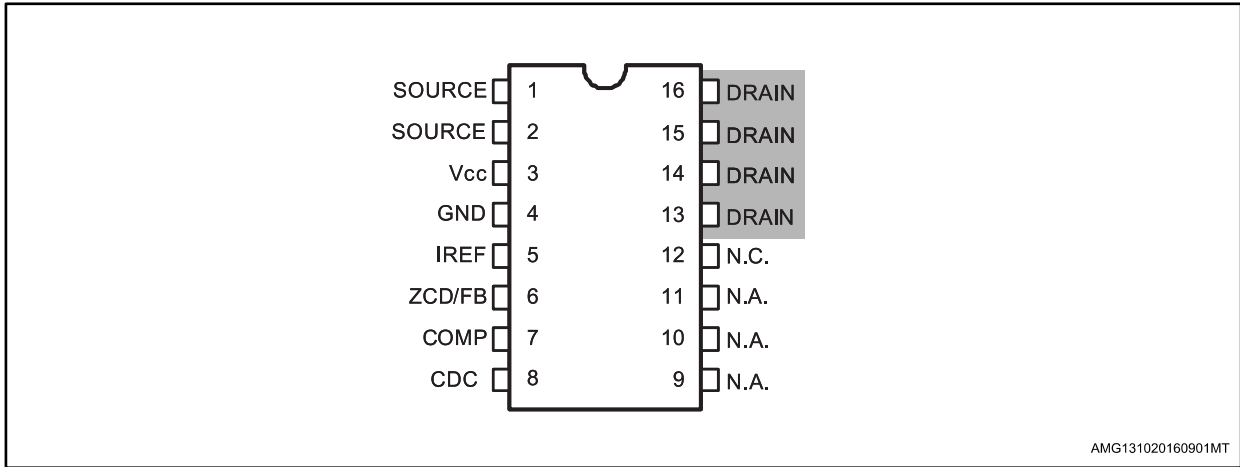 SOURCE 1 16 DRAIN
SOURCE 2 15 DRAIN
Vcc 3 14 DRAIN
GND 4 13 DRAIN
IREF 5 12 N.C.
ZCD/FB 6 11 N.A.
COMP 7 10 N.A.
CDC 8 9 N.A.
AMG131020160901MT